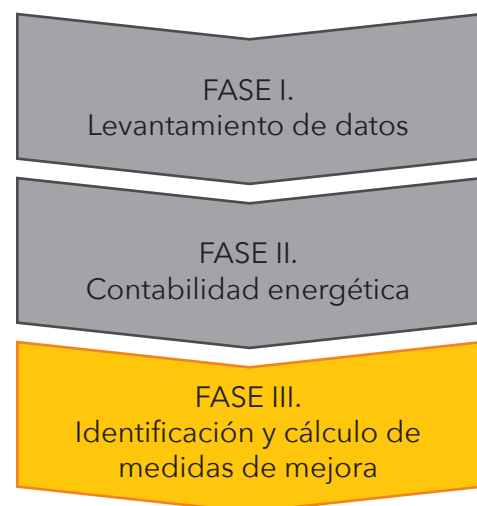 FASE I.
Levantamiento de datos
FASE II.
Contabilidad energética
FASE III.
Identificación y cálculo de
medidas de mejora